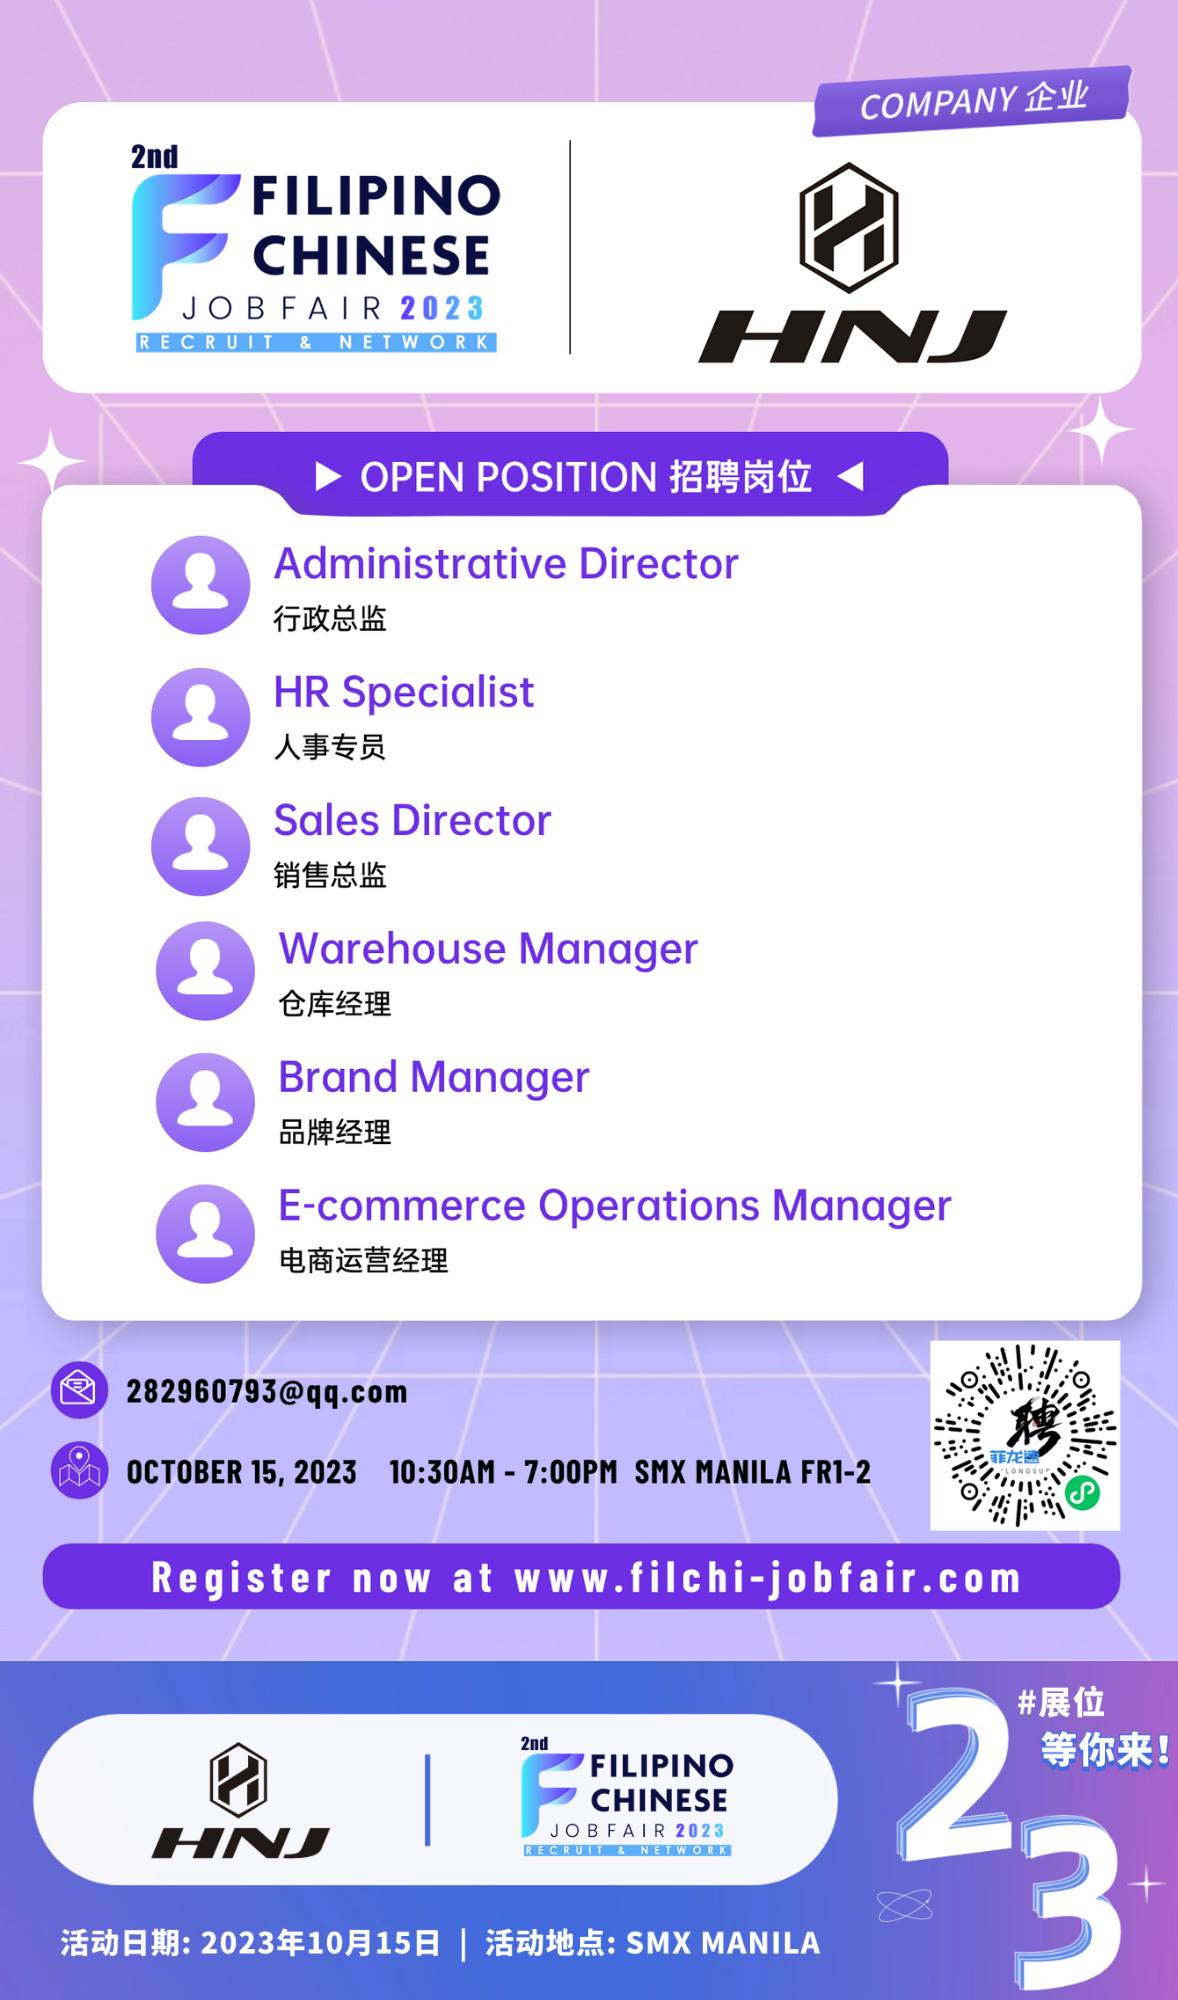 COMPANY 企业
2nd
FILIPINO
CHINESE
JOBFAIR 2023
RECRUIT & NETWORK
HNJ
OPEN POSITION 招聘岗位
Administrative Director
行政总监
HR Specialist
人事专员
Sales Director
销售总监
Warehouse Manager
仓库经理
Brand Manager
品牌经理
E-commerce Operations Manager
电商运营经理
282960793@qq.com
OCTOBER 15, 2023 10:30AM - 7:00PM SMX MANILA FR1-2
聘
菲龙速
Register now at www.filchi-jobfair.com
HNJ
2nd
FILIPINO
CHINESE
JOBFAIR 2023
RECRUIT & NETWORK
23
#展位
等你来!
活动日期: 2023年10月15日 | 活动地点: SMX MANILA